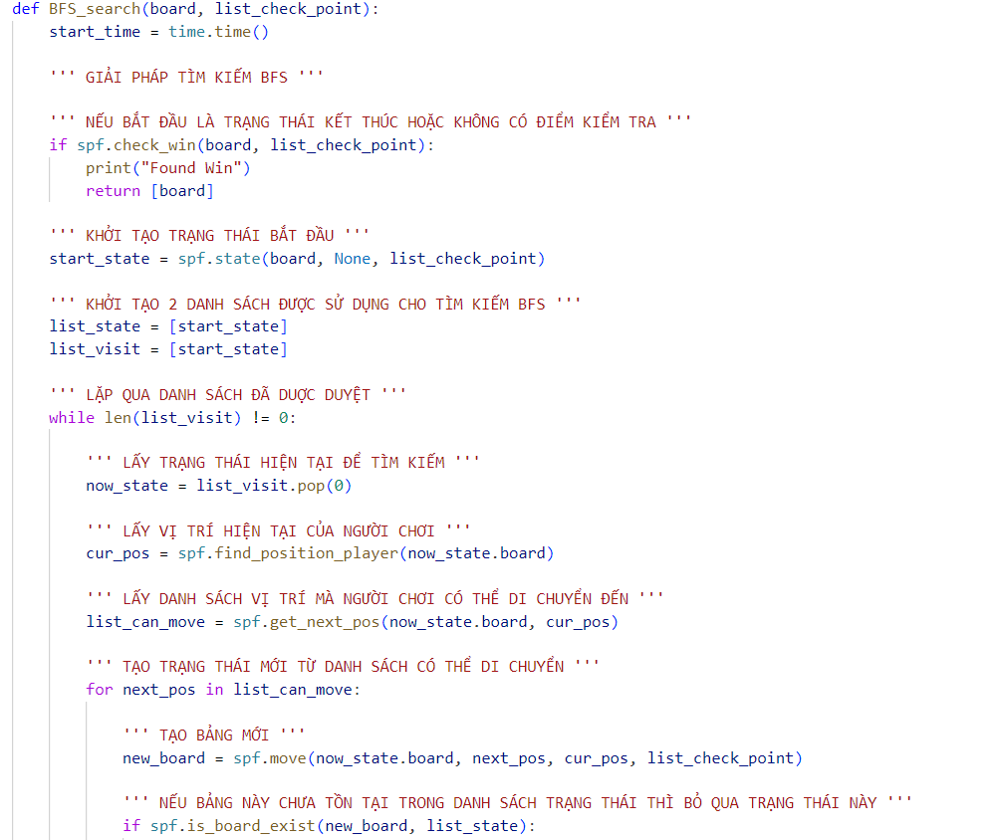 def BFS_search(board, list_check_point):
    start_time = time.time()

    ''' GIẢI PHÁP TÌM KIẾM BFS '''

    ''' NẾU BẮT ĐẦU LÀ TRẠNG THÁI KẾT THÚC HOẶC KHÔNG CÓ ĐIỂM KIỂM TRA '''
    if spf.check_win(board, list_check_point):
        print("Found Win")
        return [board]

    ''' KHỞI TẠO TRẠNG THÁI BẮT ĐẦU '''
    start_state = spf.state(board, None, list_check_point)

    ''' KHỞI TẠO 2 DANH SÁCH ĐƯỢC SỬ DỤNG CHO TÌM KIẾM BFS '''
    list_state = [start_state]
    list_visit = [start_state]

    ''' LẶP QUA DANH SÁCH ĐÃ DUỢC DUYỆT '''
    while len(list_visit) != 0:

        ''' LẤY TRẠNG THÁI HIỆN TẠI ĐỂ TÌM KIẾM '''
        now_state = list_visit.pop(0)

        ''' LẤY VỊ TRÍ HIỆN TẠI CỦA NGƯỜI CHƠI '''
        cur_pos = spf.find_position_player(now_state.board)

        ''' LẤY DANH SÁCH VỊ TRÍ MÀ NGƯỜI CHƠI CÓ THỂ DI CHUYỂN ĐẾN '''
        list_can_move = spf.get_next_pos(now_state.board, cur_pos)

        ''' TẠO TRẠNG THÁI MỚI TỪ DANH SÁCH CÓ THỂ DI CHUYỂN '''
        for next_pos in list_can_move:

            ''' TẠO BẢNG MỚI '''
            new_board = spf.move(now_state.board, next_pos, cur_pos, list_check_point)

            ''' NẾU BẢNG NÀY CHƯA TỒN TẠI TRONG DANH SÁCH TRẠNG THÁI THÌ BỎ QUA TRẠNG THÁI NÀY '''
            if spf.is_board_exist(new_board, list_state):